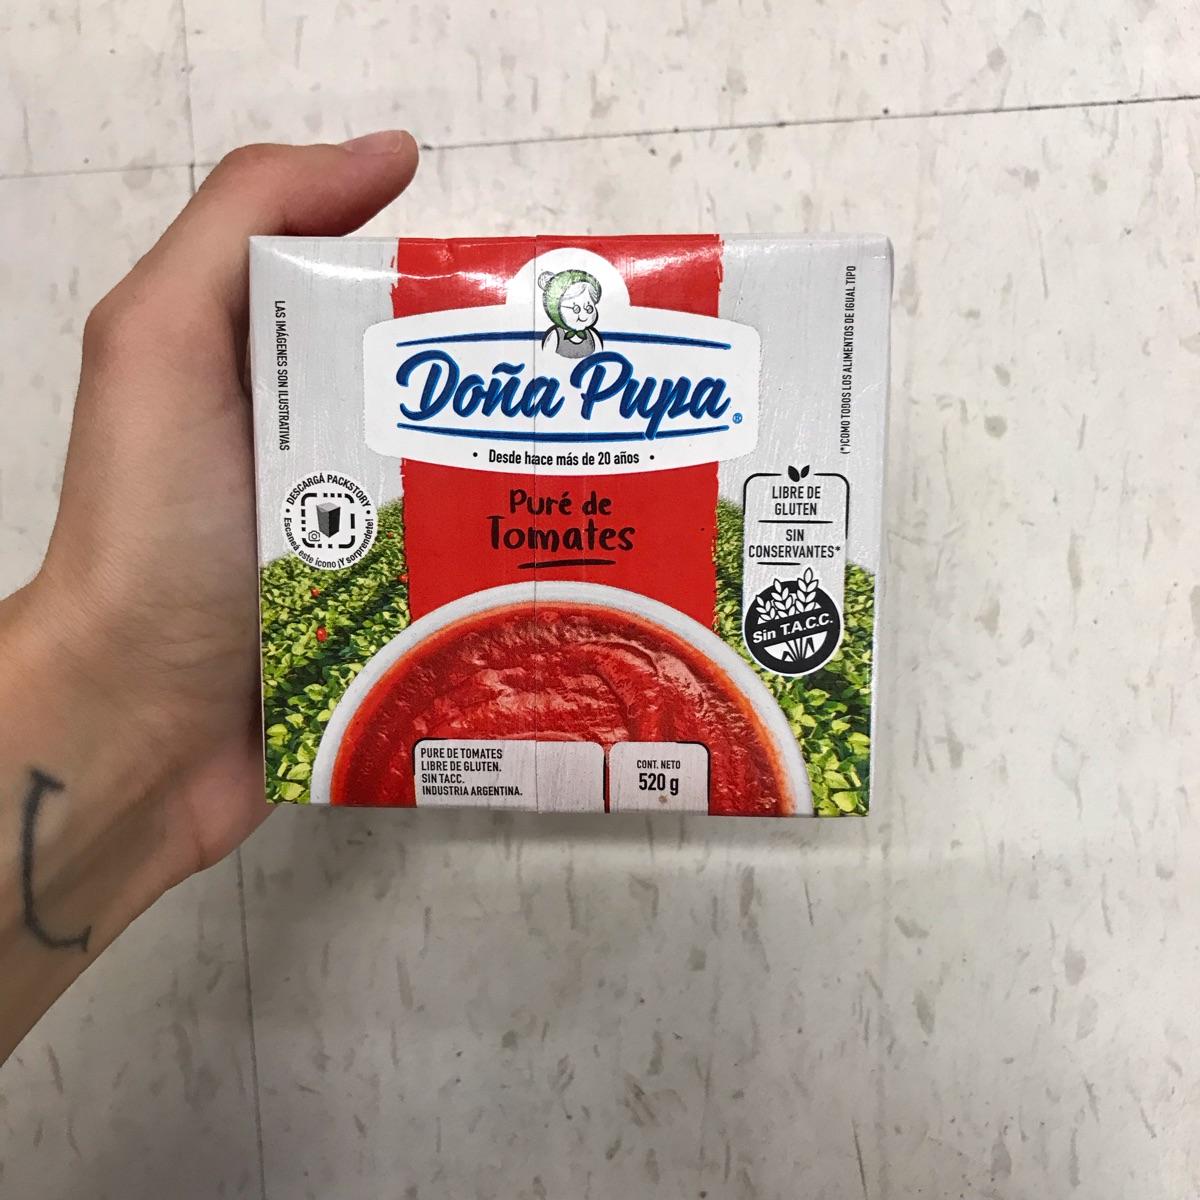 LAS IMÁGENES SON ILUSTRATIVAS
(*)COMO TODOS LOS ALIMENTOS DE IGUAL TIPO
Doña Pupa®
• Desde hace más de 20 años •
Puré de
Tomates
• DESCARGÁ PACKSTORY •
Escaneá este ícono ¡Y sorprendete!
LIBRE DE
GLUTEN
SIN
CONSERVANTES*
Sin T.A.C.C.
PURE DE TOMATES
LIBRE DE GLUTEN.
SIN TACC.
INDUSTRIA ARGENTINA.
CONT. NETO
520 g